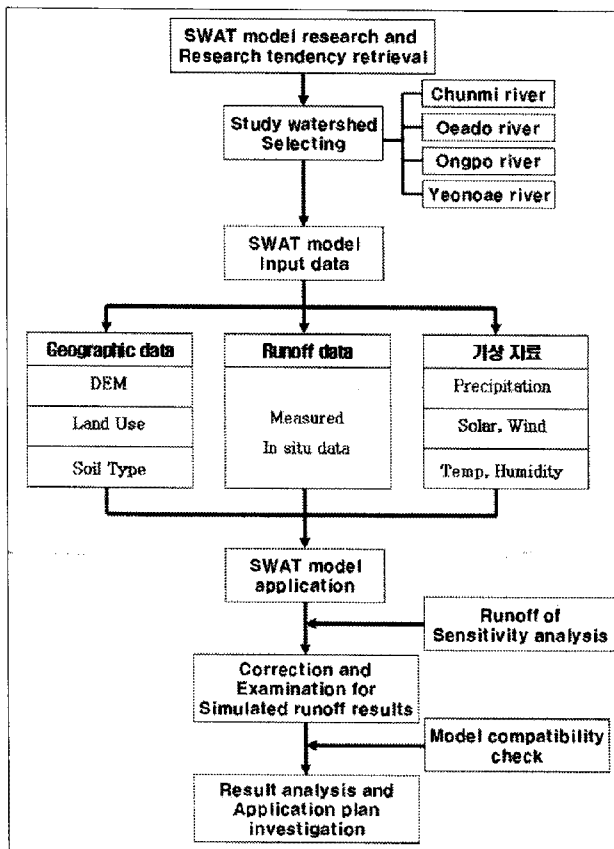 SWAT model research and
Research tendency retrieval
Study watershed
Selecting
Chunmi river
Oeado river
Ongpo river
Yeonoae river
SWAT model
Input data
Geographic data
DEM
Land Use
Soil Type
Runoff data
Measured
In situ data
기상 자료
Precipitation
Solar, Wind
Temp, Humidity
SWAT model
application
Runoff of
Sensitivity analysis
Correction and
Examination for
Simulated runoff results
Model compatibility
check
Result analysis and
Application plan
investigation